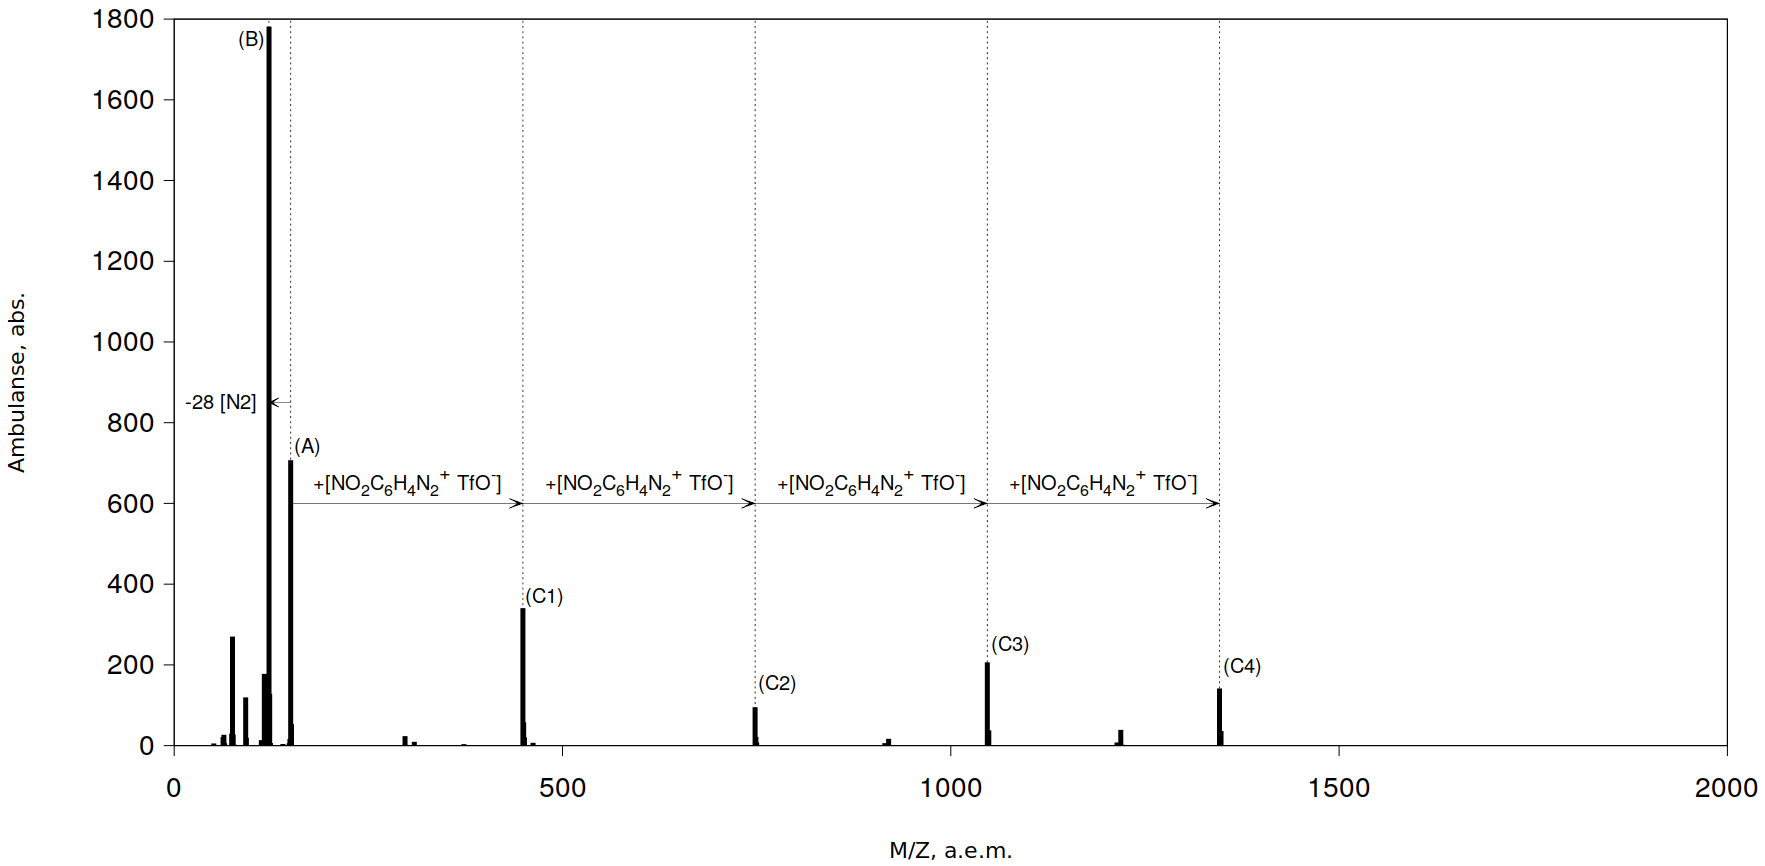 1800
(B)
1600
1400
1200
1000
Ambulanse, abs.
-28 [N2]
800
(A)
+[NO₂C₆H₄N₂⁺ TfO⁻] +[NO₂C₆H₄N₂⁺ TfO⁻] +[NO₂C₆H₄N₂⁺ TfO⁻] +[NO₂C₆H₄N₂⁺ TfO⁻]
600
(C1)
400
(C3)
200
(C4)
(C2)
0
0 500 1000 1500 2000
M/Z, a.e.m.